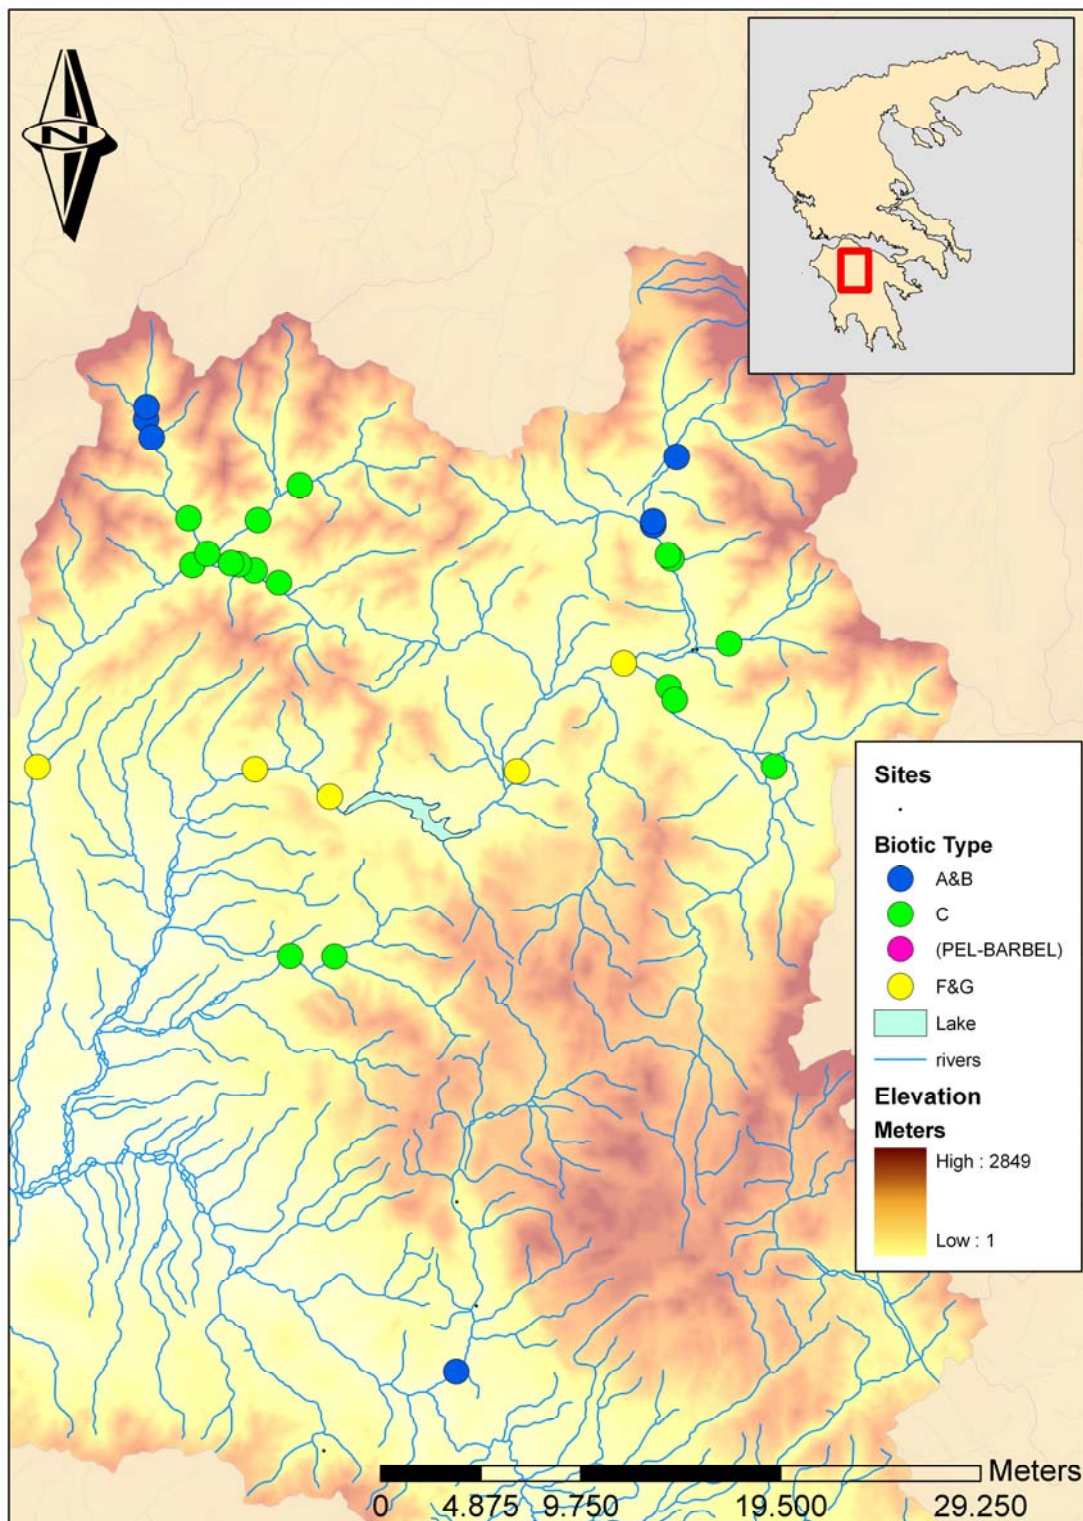 N
Sites
Biotic Type
A&B
C
(PEL-BARBEL)
F&G
Lake
rivers
Elevation
Meters
High : 2849
Low : 1
Meters
0 4.875 9.750 19.500 29.250